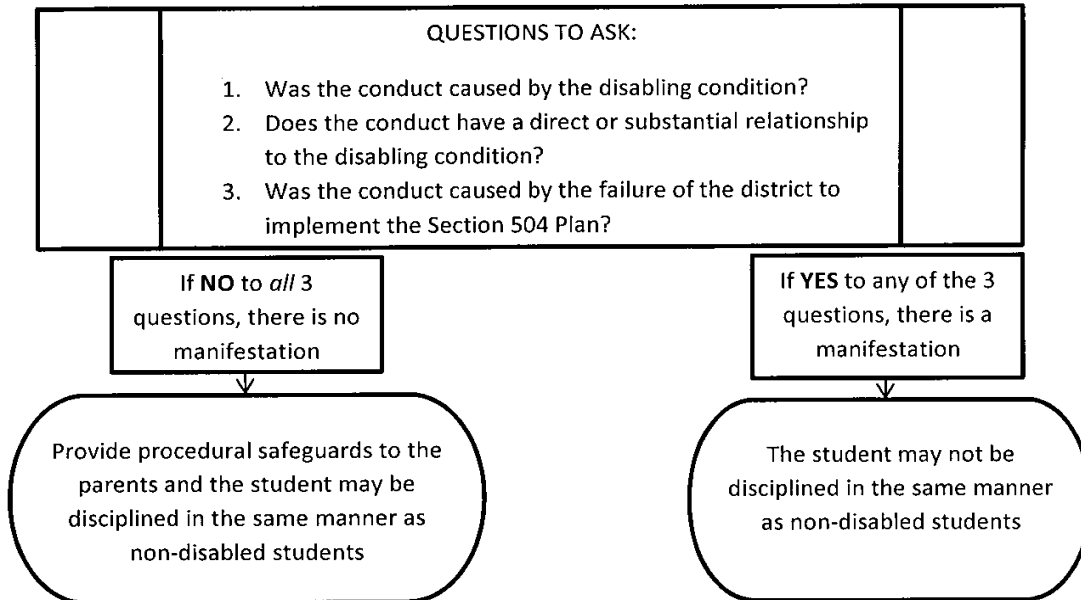 QUESTIONS TO ASK:
1. Was the conduct caused by the disabling condition?
2. Does the conduct have a direct or substantial relationship
to the disabling condition?
3. Was the conduct caused by the failure of the district to
implement the Section 504 Plan?
If NO to all 3
questions, there is no
manifestation
If YES to any of the 3
questions, there is a
manifestation
Provide procedural safeguards to the
parents and the student may be
disciplined in the same manner as
non-disabled students
The student may not be
disciplined in the same manner
as non-disabled students